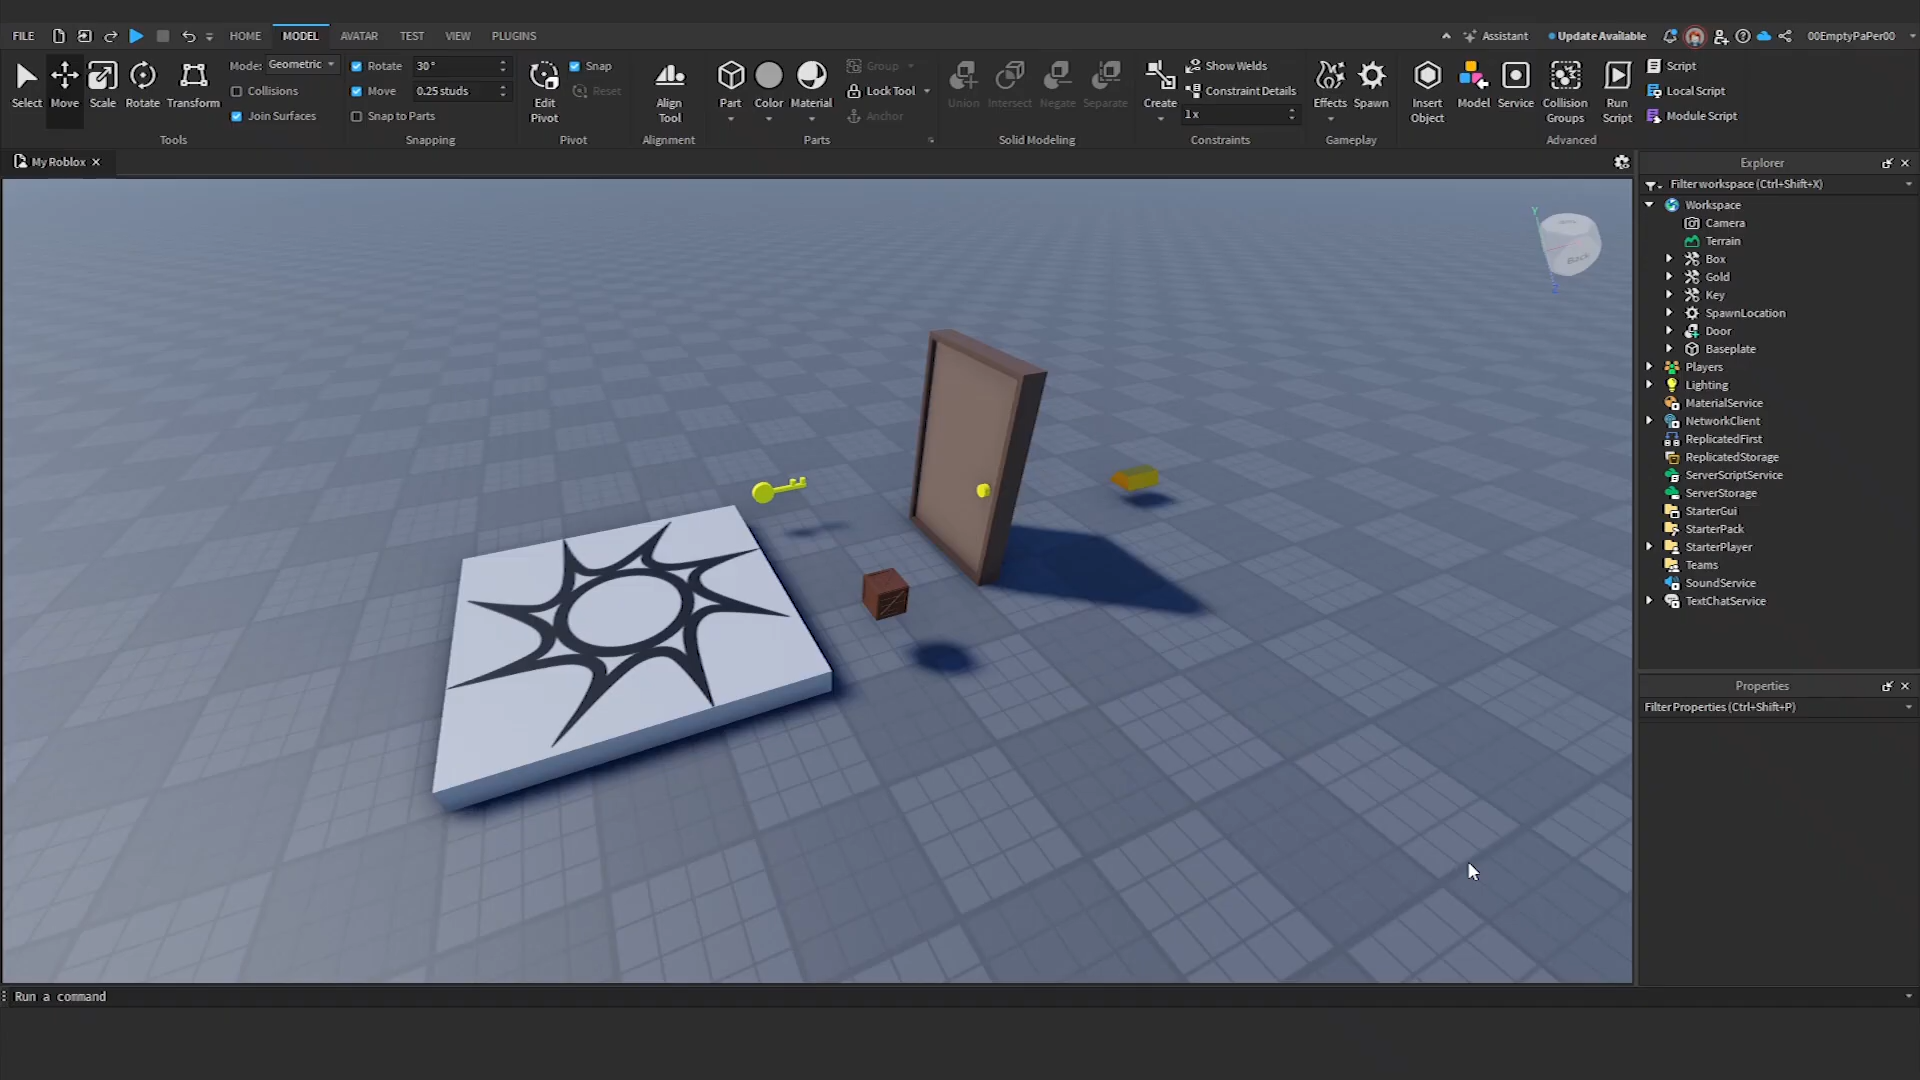 FILE HOME MODEL AVATAR TEST VIEW PLUGINS Assistant Update Available 00EmptyPaPer00
Select Move Scale Rotate Transform
Mode: Geometric
Collisions
Join Surfaces
Tools
Rotate 30°
Move 0.25 studs
Snap to Parts
Snapping
Edit Pivot
Snap
Reset
Pivot
Align Tool
Alignment
Part Color Material
Group
Lock Tool
Anchor
Parts
Union Intersect Negate Separate
Solid Modeling
Create
Show Welds
Constraint Details
1x
Constraints
Effects Spawn
Gameplay
Insert Object
Model Service
Collision Groups
Run Script
Script
Local Script
Module Script
Advanced
My Roblox
Y
Back
Z
Explorer
Filter workspace (Ctrl+Shift+X)
Workspace
Camera
Terrain
Box
Gold
Key
SpawnLocation
Door
Baseplate
Players
Lighting
MaterialService
NetworkClient
ReplicatedFirst
ReplicatedStorage
ServerScriptService
ServerStorage
StarterGui
StarterPack
StarterPlayer
Teams
SoundService
TextChatService
Properties
Filter Properties (Ctrl+Shift+P)
Run a command